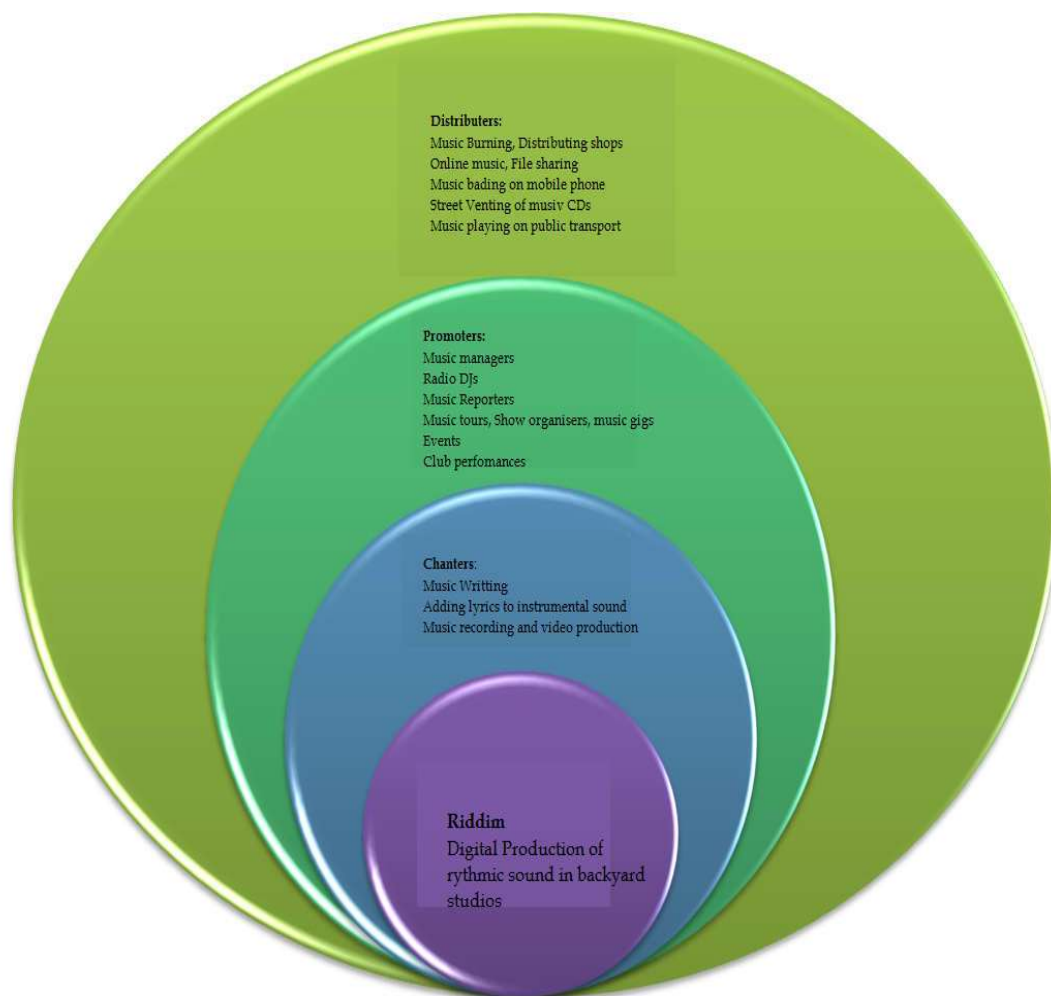 Distributers:
Music Burning, Distributing shops
Online music, File sharing
Music bading on mobile phone
Street Venting of musiv CDs
Music playing on public transport
Promoters:
Music managers
Radio DJs
Music Reporters
Music tours, Show organisers, music gigs
Events
Club perfomances
Chanters:
Music Writting
Adding lyrics to instrumental sound
Music recording and video production
Riddim
Digital Production of
rythmic sound in backyard
studios